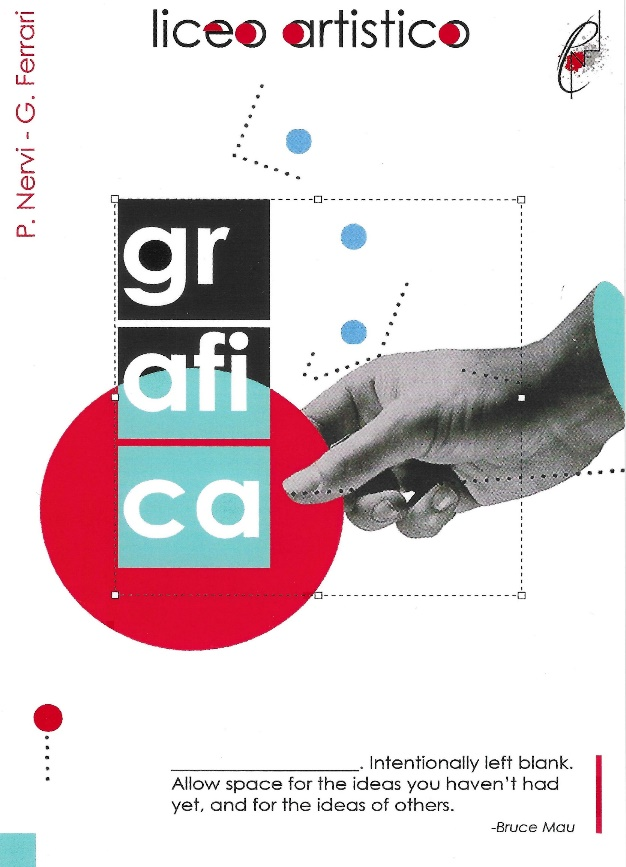 liceo artistico
P. Nervi - G. Ferrari
gr
afi
ca
____________________. Intentionally left blank.
Allow space for the ideas you haven't had
yet, and for the ideas of others.
-Bruce Mau